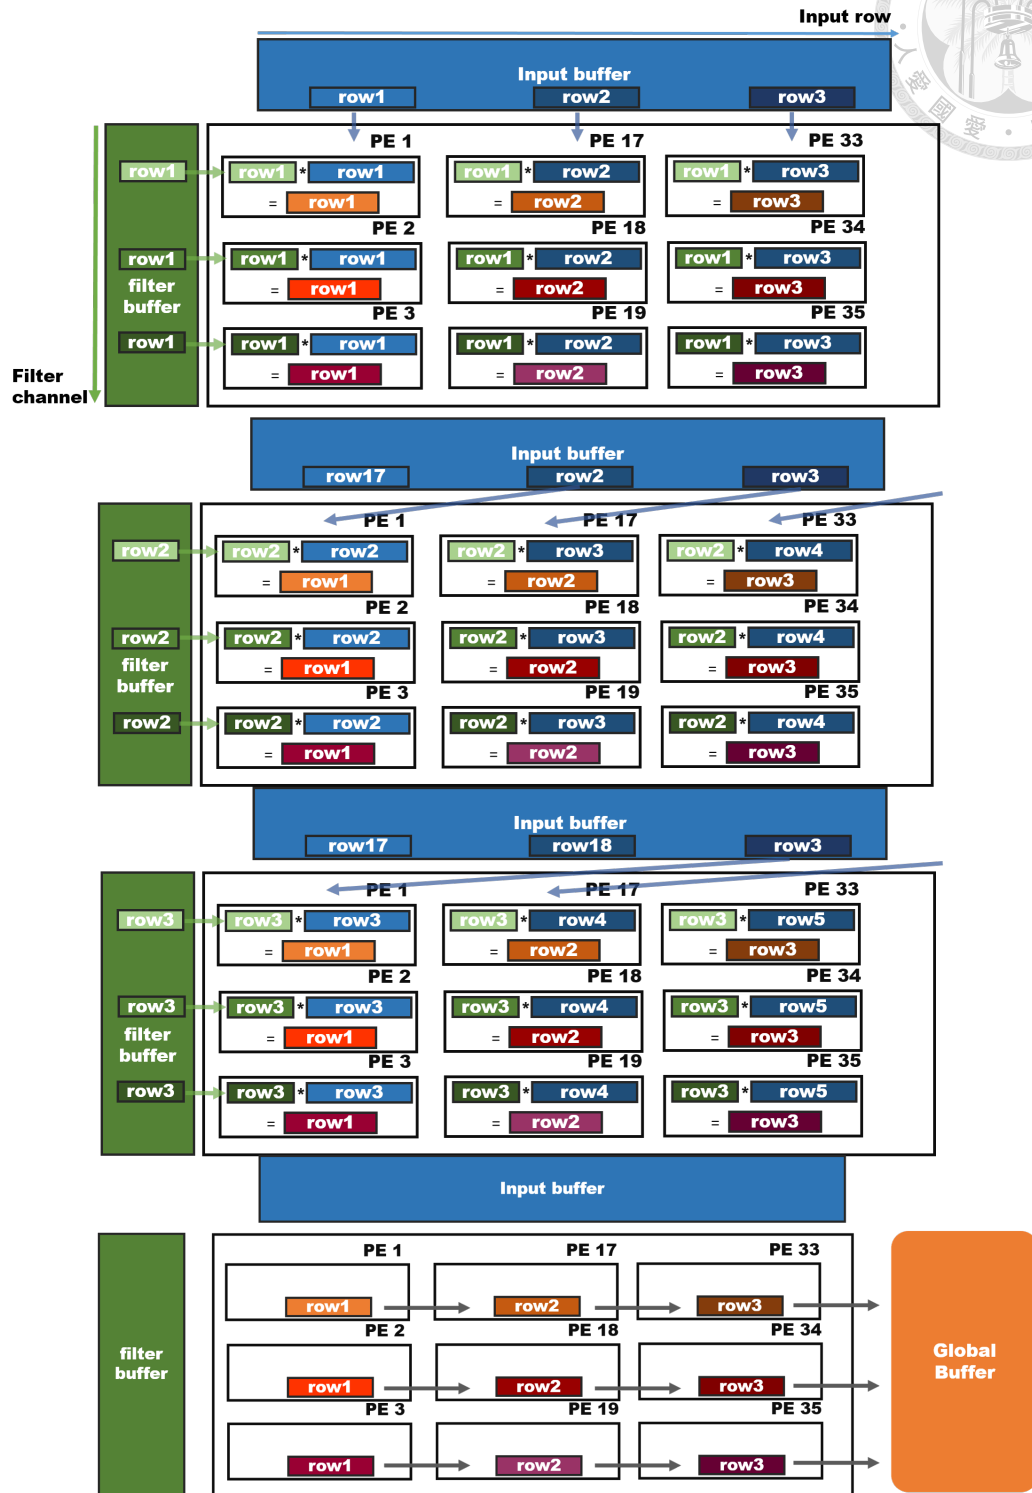 Input row
Input buffer
row1 row2 row3
PE 1 PE 17 PE 33
row1 row1 * row1 row1 * row2 row1 * row3
= row1 = row2 = row3
PE 2 PE 18 PE 34
row1 row1 * row1 row1 * row2 row1 * row3
filter
buffer
= row1 = row2 = row3
PE 3 PE 19 PE 35
row1 row1 * row1 row1 * row2 row1 * row3
= row1 = row2 = row3
Filter
channel
Input buffer
row17 row2 row3
PE 1 PE 17 PE 33
row2 row2 * row2 row2 * row3 row2 * row4
= row1 = row2 = row3
PE 2 PE 18 PE 34
row2 row2 * row2 row2 * row3 row2 * row4
filter
buffer
= row1 = row2 = row3
PE 3 PE 19 PE 35
row2 row2 * row2 row2 * row3 row2 * row4
= row1 = row2 = row3
Input buffer
row17 row18 row3
PE 1 PE 17 PE 33
row3 row3 * row3 row3 * row4 row3 * row5
= row1 = row2 = row3
PE 2 PE 18 PE 34
row3 row3 * row3 row3 * row4 row3 * row5
filter
buffer
= row1 = row2 = row3
PE 3 PE 19 PE 35
row3 row3 * row3 row3 * row4 row3 * row5
= row1 = row2 = row3
Input buffer
PE 1 PE 17 PE 33
row1 row2 row3
PE 2 PE 18 PE 34
filter
buffer
row1 row2 row3
Global
Buffer
PE 3 PE 19 PE 35
row1 row2 row3
人愛國愛